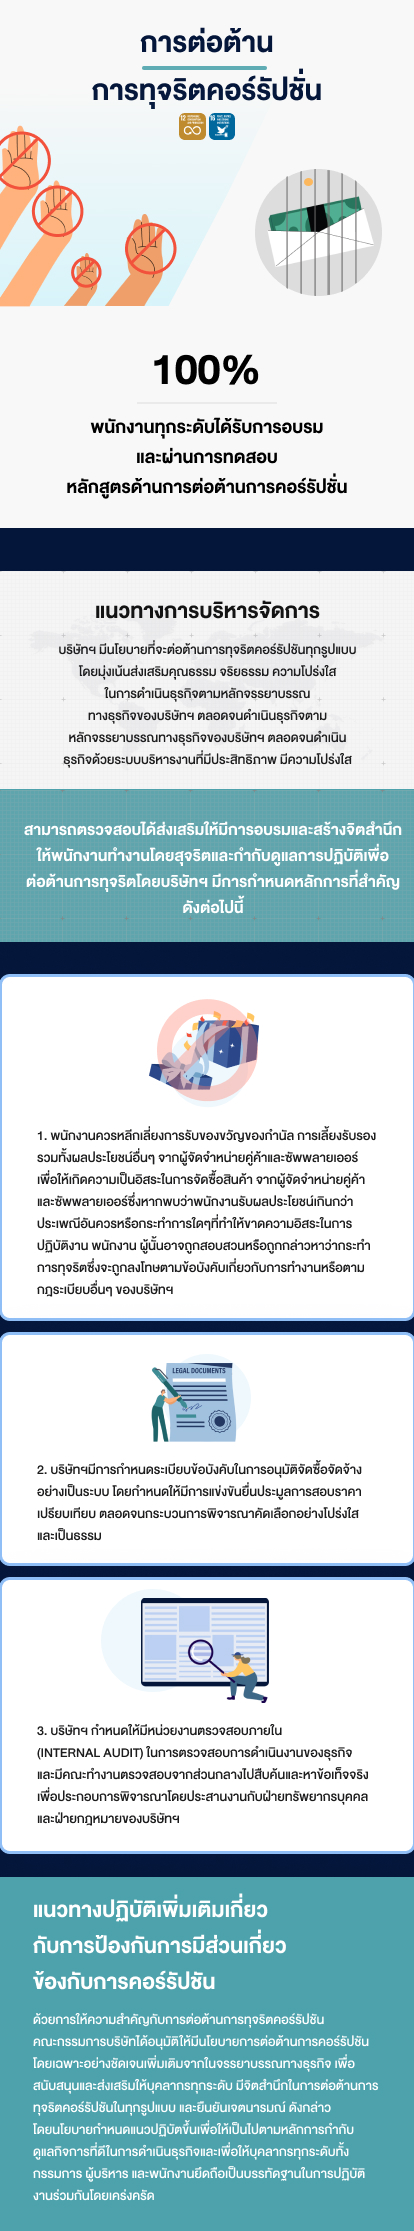 การต่อต้าน
การทุจริตคอร์รัปชั่น
12
16
100%
พนักงานทุกระดับได้รับการอบรม
และผ่านการทดสอบ
หลักสูตรด้านการต่อต้านการคอร์รัปชั่น
แนวทางการบริหารจัดการ
บริษัทฯ มีนโยบายที่จะต่อต้านการทุจริตคอร์รัปชันทุกรูปแบบ
โดยมุ่งเน้นส่งเสริมคุณธรรม จริยธรรม ความโปร่งใส
ในการดำเนินธุรกิจตามหลักจรรยาบรรณ
ทางธุรกิจของบริษัทฯ ตลอดจนดำเนินธุรกิจตาม
หลักจรรยาบรรณทางธุรกิจของบริษัทฯ ตลอดจนดำเนิน
ธุรกิจด้วยระบบบริหารงานที่มีประสิทธิภาพ มีความโปร่งใส
สามารถตรวจสอบได้ส่งเสริมให้มีการอบรมและสร้างจิตสำนึก
ให้พนักงานทำงานโดยสุจริตและกำกับดูแลการปฏิบัติเพื่อ
ต่อต้านการทุจริตโดยบริษัทฯ มีการกำหนดหลักการที่สำคัญ
ดังต่อไปนี้
1. พนักงานควรหลีกเลี่ยงการรับของขวัญของกำนัล การเลี้ยงรับรอง
รวมทั้งผลประโยชน์อื่นๆ จากผู้จัดจำหน่ายคู่ค้าและซัพพลายเออร์
เพื่อให้เกิดความเป็นอิสระในการจัดซื้อสินค้า จากผู้จัดจำหน่ายคู่ค้า
และซัพพลายเออร์ซึ่งหากพบว่าพนักงานรับผลประโยชน์เกินกว่า
ประเพณีอันควรหรือกระทำการใดๆที่ทำให้ขาดความอิสระในการ
ปฏิบัติงาน พนักงาน ผู้นั้นอาจถูกสอบสวนหรือถูกกล่าวหาว่ากระทำ
การทุจริตซึ่งจะถูกลงโทษตามข้อบังคับเกี่ยวกับการทำงานหรือตาม
กฎระเบียบอื่นๆ ของบริษัทฯ
LEGAL DOCUMENTS
2. บริษัทฯมีการกำหนดระเบียบข้อบังคับในการอนุมัติจัดซื้อจัดจ้าง
อย่างเป็นระบบ โดยกำหนดให้มีการแข่งขันยื่นประมูลการสอบราคา
เปรียบเทียบ ตลอดจนกระบวนการพิจารณาคัดเลือกอย่างโปร่งใส
และเป็นธรรม
3. บริษัทฯ กำหนดให้มีหน่วยงานตรวจสอบภายใน
(INTERNAL AUDIT) ในการตรวจสอบการดำเนินงานของธุรกิจ
และมีคณะทำงานตรวจสอบจากส่วนกลางไปสืบค้นและหาข้อเท็จจริง
เพื่อประกอบการพิจารณาโดยประสานงานกับฝ่ายทรัพยากรบุคคล
และฝ่ายกฎหมายของบริษัทฯ
แนวทางปฏิบัติเพิ่มเติมเกี่ยว
กับการป้องกันการมีส่วนเกี่ยว
ข้องกับการคอร์รัปชัน
ด้วยการให้ความสำคัญกับการต่อต้านการทุจริตคอร์รัปชัน
คณะกรรมการบริษัทได้อนุมัติให้มีนโยบายการต่อต้านการคอร์รัปชัน
โดยเฉพาะอย่างชัดเจนเพิ่มเติมจากในจรรยาบรรณทางธุรกิจ เพื่อ
สนับสนุนและส่งเสริมให้บุคลากรทุกระดับ มีจิตสำนึกในการต่อต้านการ
ทุจริตคอร์รัปชันในทุกรูปแบบ และยืนยันเจตนารมณ์ ดังกล่าว
โดยนโยบายกำหนดแนวปฏิบัติขึ้นเพื่อให้เป็นไปตามหลักการกำกับ
ดูแลกิจการที่ดีในการดำเนินธุรกิจและเพื่อให้บุคลากรทุกระดับทั้ง
กรรมการ ผู้บริหาร และพนักงานยึดถือเป็นบรรทัดฐานในการปฏิบัติ
งานร่วมกันโดยเคร่งครัด